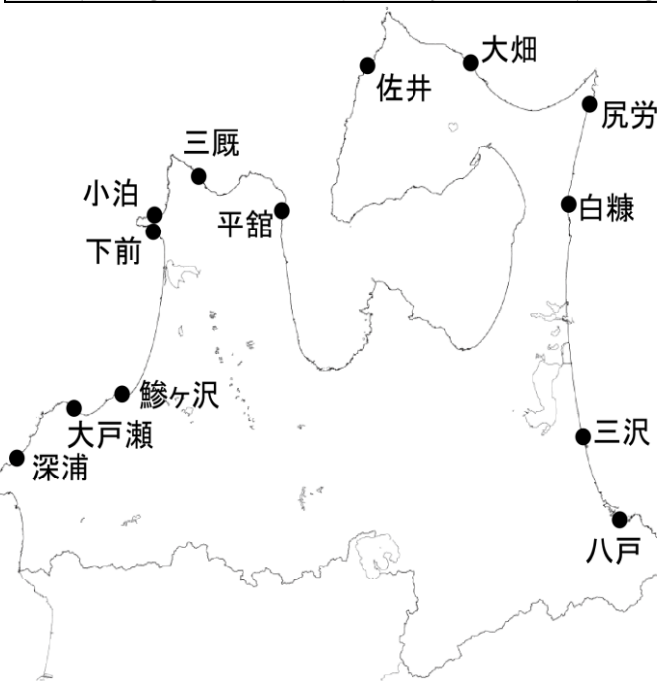 大畑
佐井
尻労
三厩
小泊
平舘
白糠
下前
鰺ヶ沢
大戸瀬
三沢
深浦
八戸